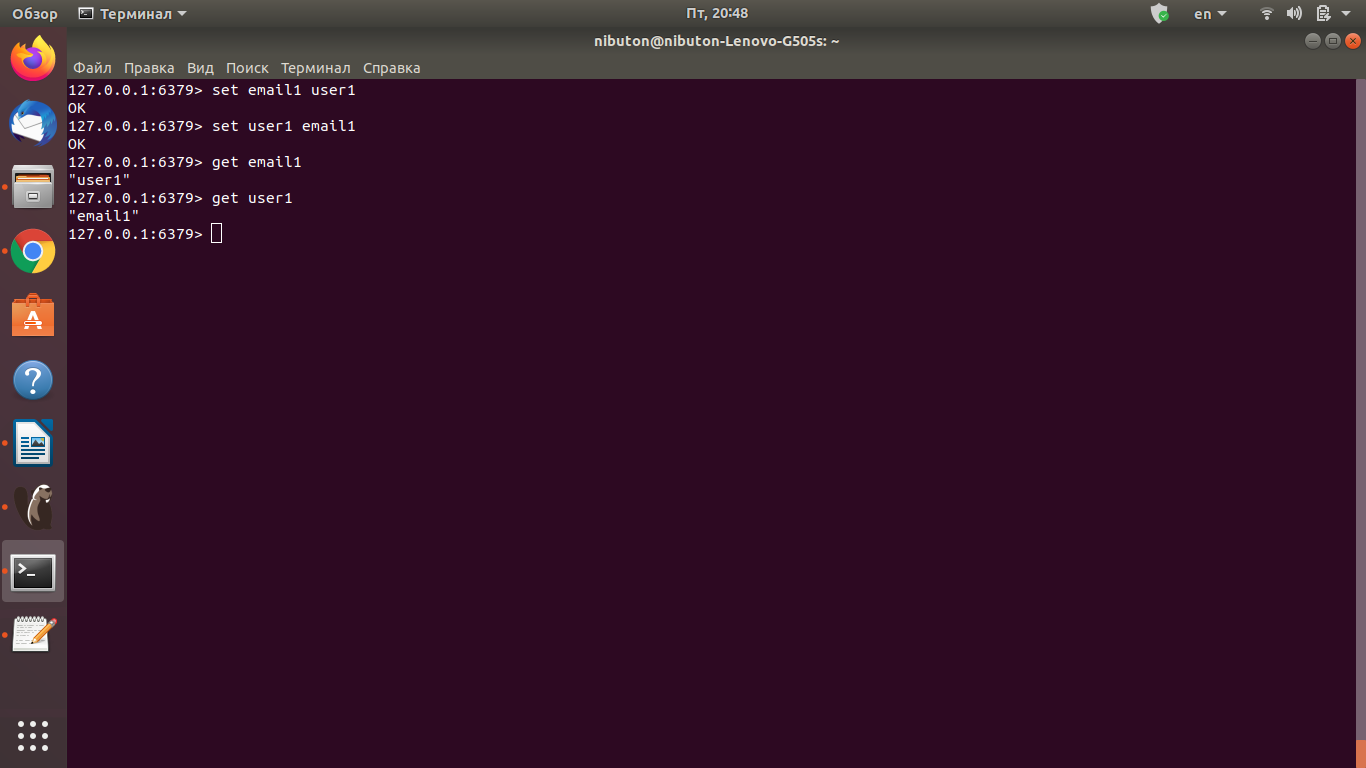 Обзор Терминал Пт, 20:48 en
nibuton@nibuton-Lenovo-G505s: ~
Файл Правка Вид Поиск Терминал Справка
127.0.0.1:6379> set email1 user1
OK
127.0.0.1:6379> set user1 email1
OK
127.0.0.1:6379> get email1
"user1"
127.0.0.1:6379> get user1
"email1"
127.0.0.1:6379>